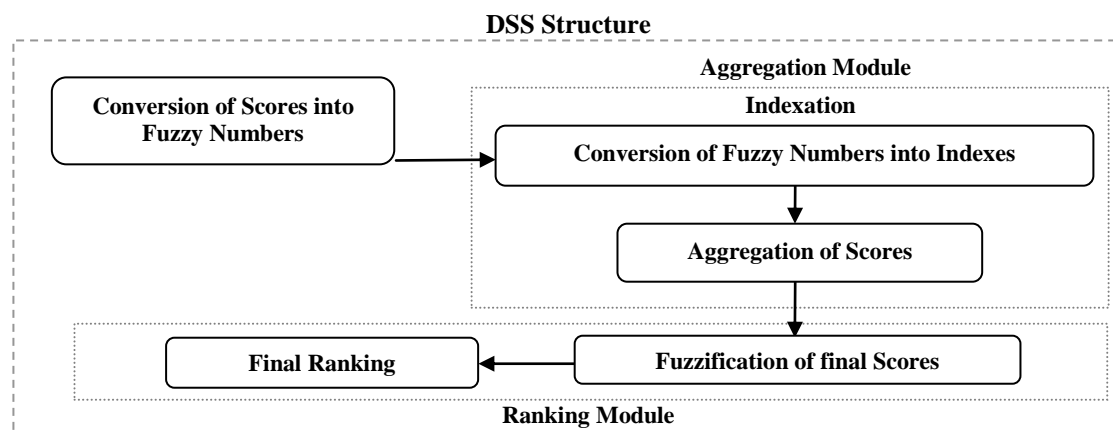 DSS Structure
Aggregation Module
Conversion of Scores into
Fuzzy Numbers
Indexation
Conversion of Fuzzy Numbers into Indexes
Aggregation of Scores
Final Ranking
Fuzzification of final Scores
Ranking Module